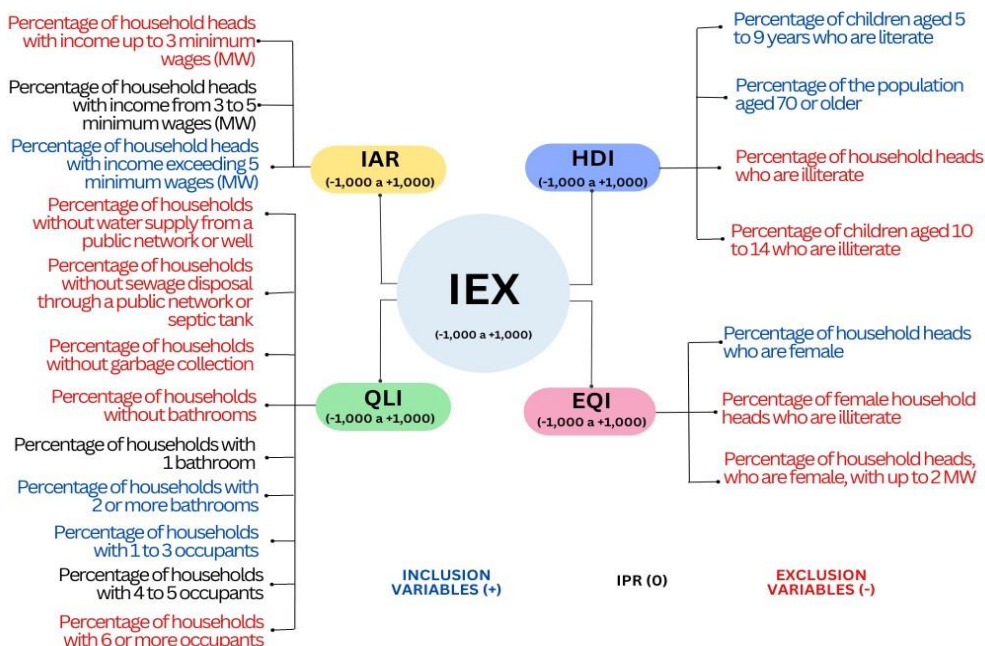 Percentage of household heads
with income up to 3 minimum
wages (MW)
Percentage of household heads
with income from 3 to 5
minimum wages (MW)
Percentage of household heads
with income exceeding 5
minimum wages (MW)
IAR
(-1,000 a +1,000)
Percentage of households
without water supply from a
public network or well
Percentage of households
without sewage disposal
through a public network or
septic tank
Percentage of households
without garbage collection
Percentage of households
without bathrooms
Percentage of households with
1 bathroom
Percentage of households with
2 or more bathrooms
Percentage of households
with 1 to 3 occupants
Percentage of households
with 4 to 5 occupants
Percentage of households
with 6 or more occupants
QLI
(-1,000 a +1,000)
IEX
(-1,000 a +1,000)
HDI
(-1,000 a +1,000)
Percentage of children aged 5
to 9 years who are literate
Percentage of the population
aged 70 or older
Percentage of household heads
who are illiterate
Percentage of children aged 10
to 14 who are illiterate
EQI
(-1,000 a +1,000)
Percentage of household heads
who are female
Percentage of female household
heads who are illiterate
Percentage of household heads,
who are female, with up to 2 MW
INCLUSION
VARIABLES (+)
IPR (0)
EXCLUSION
VARIABLES (-)